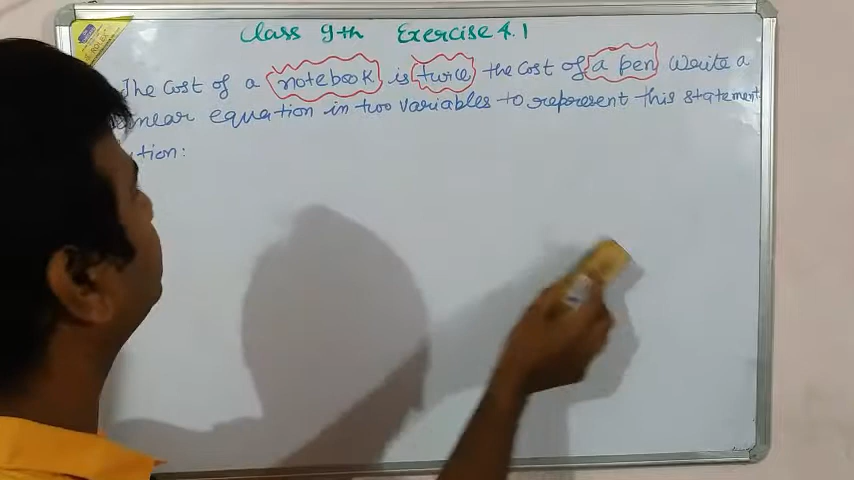 Class 9th Exercise 4.1
The cost of a notebook is twice the cost of a pen Write a
linear equation in two variables to represent this statement
tion: